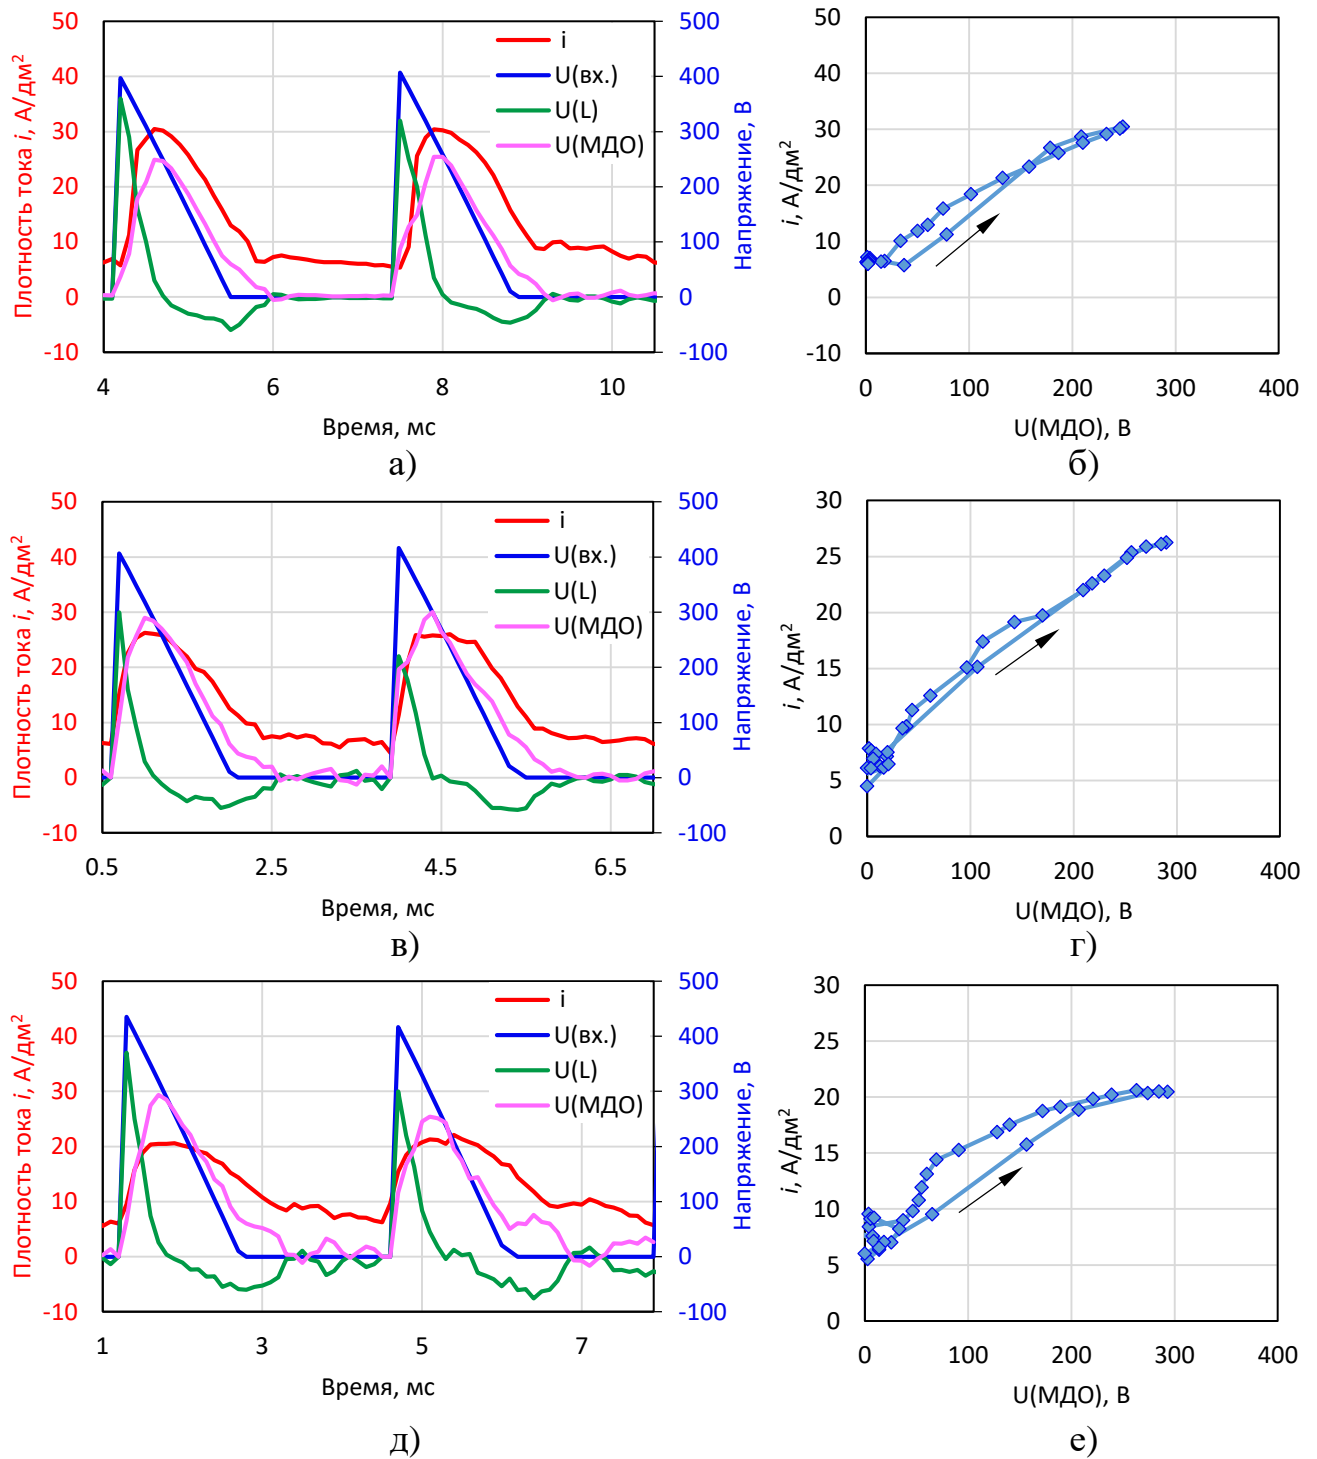 Плотность тока i, А/дм²
50
40
30
20
10
0
-10
i
U(вх.)
U(L)
U(МДО)
500
400
300
200
100
0
-100
Напряжение, В
4
6
8
10
Время, мс
а)
i, А/дм²
50
40
30
20
10
0
-10
0
100
200
300
400
U(МДО), В
б)
Плотность тока i, А/дм²
50
40
30
20
10
0
-10
i
U(вх.)
U(L)
U(МДО)
500
400
300
200
100
0
-100
Напряжение, В
0.5
2.5
4.5
6.5
Время, мс
в)
i, А/дм²
30
25
20
15
10
5
0
0
100
200
300
400
U(МДО), В
г)
Плотность тока i, А/дм²
50
40
30
20
10
0
-10
i
U(вх.)
U(L)
U(МДО)
500
400
300
200
100
0
-100
Напряжение, В
1
3
5
7
Время, мс
д)
i, А/дм²
30
25
20
15
10
5
0
0
100
200
300
400
U(МДО), В
е)